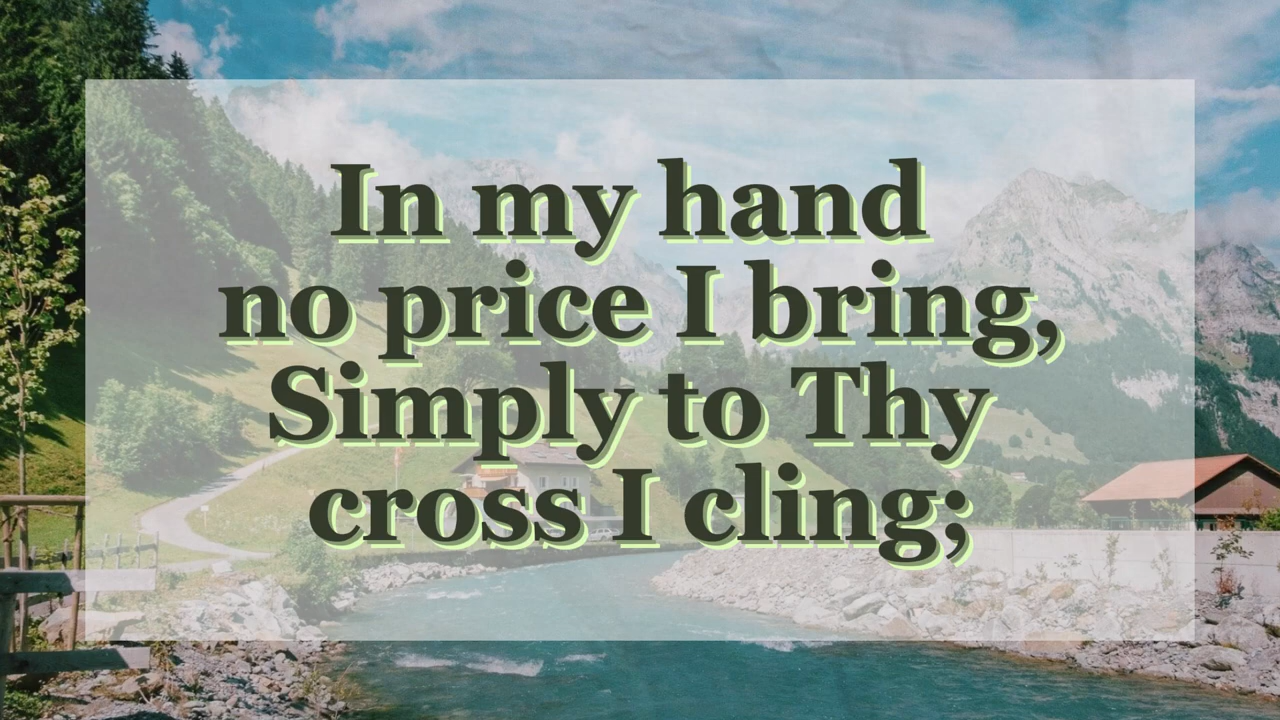 In my hand
no price I bring,
Simply to Thy
cross I cling;